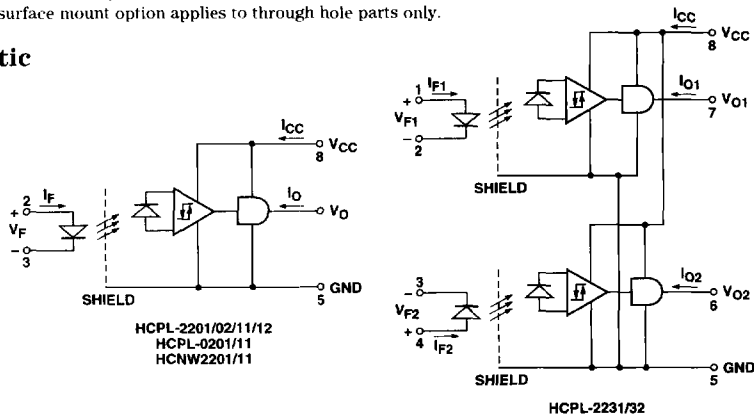 surface mount option applies to through hole parts only.
tic
ICC
VCC
8
IO
VO
2
IF
+
VF
–
3
GND
5
SHIELD
HCPL-2201/02/11/12
HCPL-0201/11
HCNW2201/11
ICC
VCC
8
1
IF1
+
VF1
–
2
IO1
VO1
7
SHIELD
3
–
VF2
+
4
IF2
IO2
VO2
6
GND
5
SHIELD
HCPL-2231/32